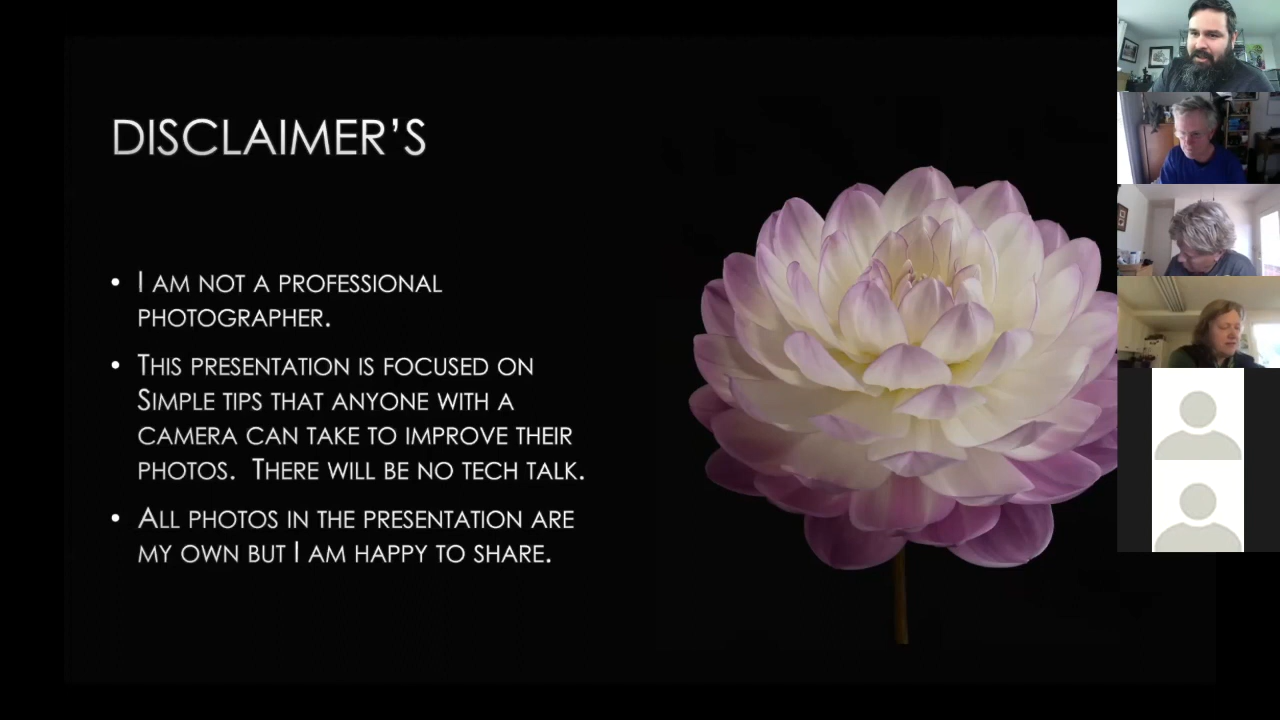 DISCLAIMER’S
• I AM NOT A PROFESSIONAL
PHOTOGRAPHER.
• THIS PRESENTATION IS FOCUSED ON
SIMPLE TIPS THAT ANYONE WITH A
CAMERA CAN TAKE TO IMPROVE THEIR
PHOTOS. THERE WILL BE NO TECH TALK.
• ALL PHOTOS IN THE PRESENTATION ARE
MY OWN BUT I AM HAPPY TO SHARE.